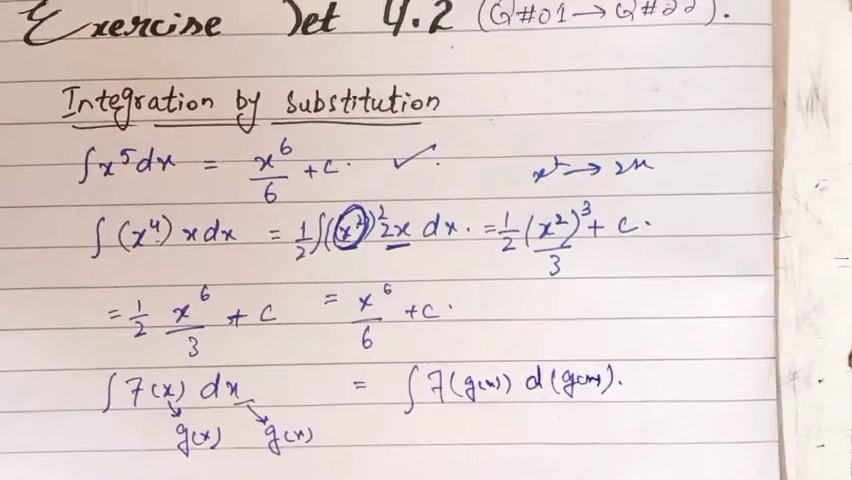 Exercise Set 4.2 (Q#01 → Q#22).
Integration by substitution
∫x⁵dx = x⁶/6 + c. ✓. x² → 2x
∫(x⁴) x dx = 1/2 ∫(x²)² 2x dx. = 1/2 (x²)³/3 + c.
= 1/2 x⁶/3 + c = x⁶/6 + c.
∫ƒ(x) dx = ∫ƒ(g(x)) d(g(x)).
g(x) g(x)